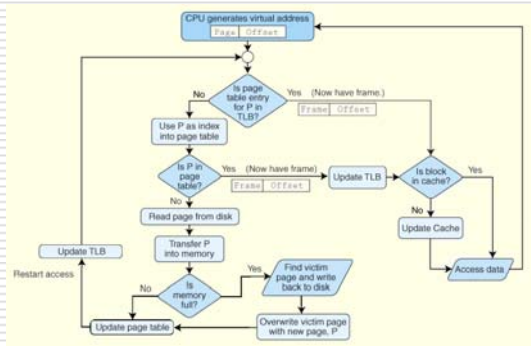 CPU generates virtual address
Page Offset
Is page
table entry
for P in
TLB?
No
Yes (Now have frame.)
Frame Offset
Use P as index
into page table
Is P in
page
table?
Yes (Now have frame)
Frame Offset
Update TLB
Is block
in cache?
Yes
No
No
Read page from disk
Update Cache
Transfer P
into memory
Access data
Update TLB
Restart access
Is
memory
full?
No
Yes
Find victim
page and write
back to disk
Update page table
Overwrite victim page
with new page, P